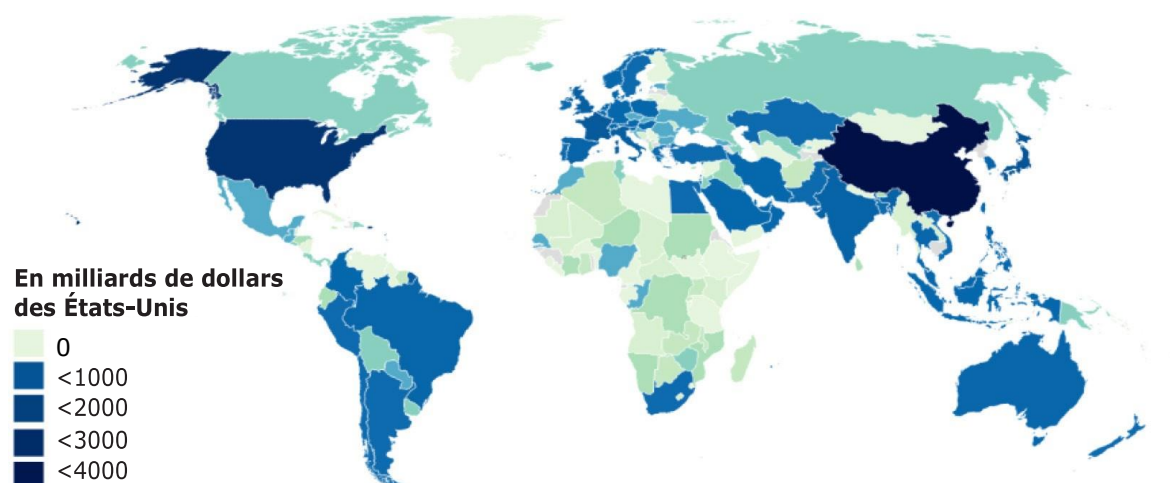 En milliards de dollars
des États-Unis
0
<1000
<2000
<3000
<4000